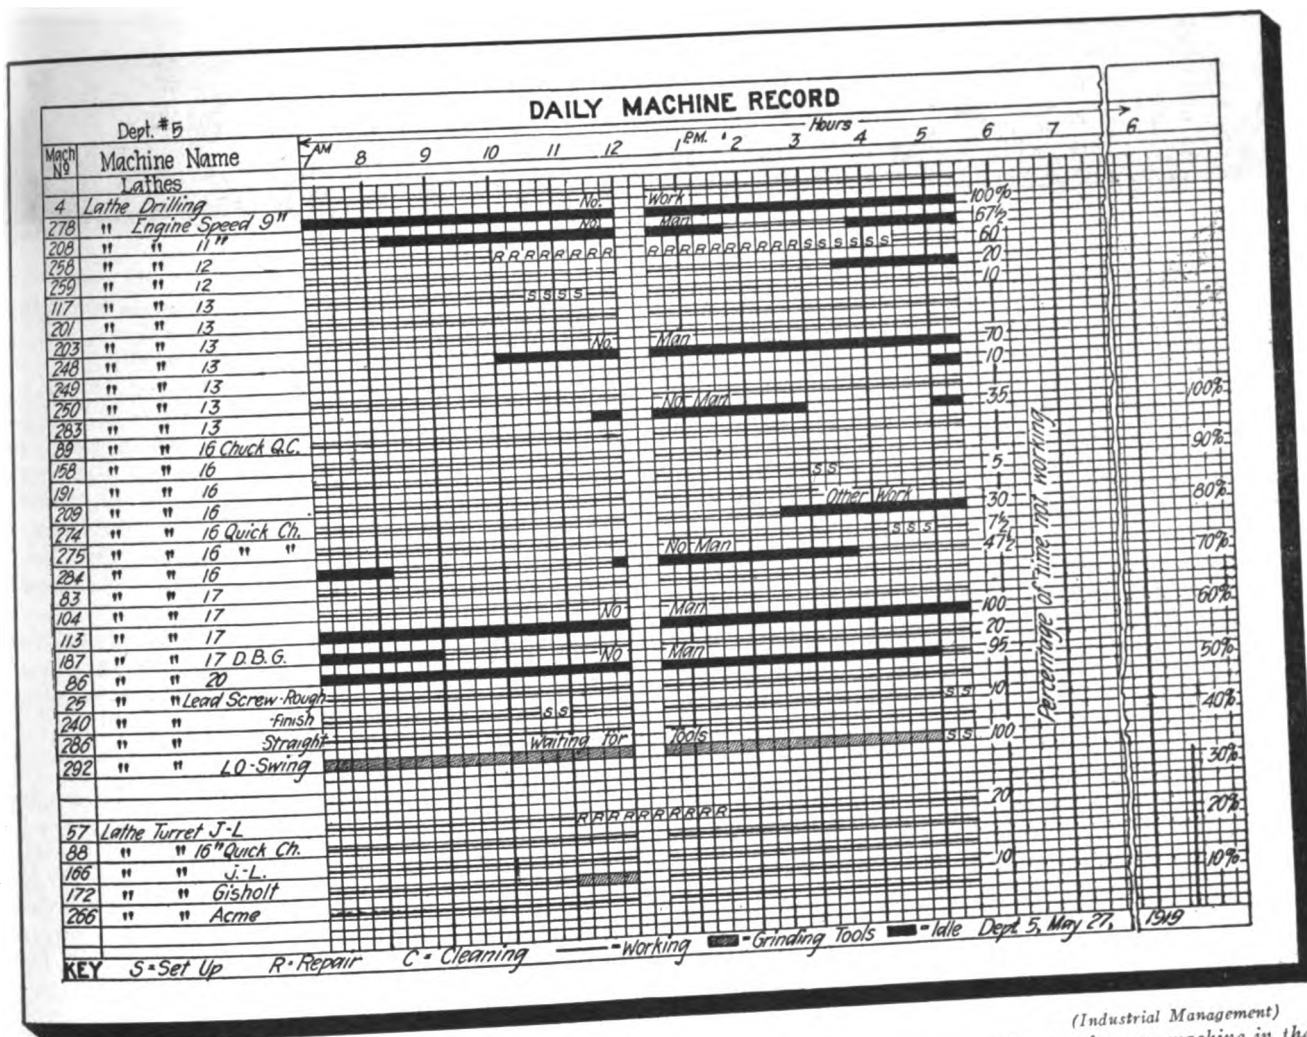 DAILY MACHINE RECORD
Dept. #5
Hours
Mach Nº Machine Name
7 AM 8 9 10 11 12 1 P.M. 2 3 4 5 6 7 6
Lathes
4 Lathe Drilling No. Work 100%
278 " Engine Speed 9" No. Man 67½
208 " " 11" R R R R R R R R R R R R R R R R R R S S S S S S 60
258 " " 12 20
259 " " 12 S S S S 10
117 " " 13
201 " " 13
203 " " 13 No. Man 70
248 " " 13 10
249 " " 13
250 " " 13 No Man 35
283 " " 13
89 " " 16 Chuck Q.C.
158 " " 16 S S 5
191 " " 16
209 " " 16 Other Work 30
274 " " 16 Quick Ch. S S S 7½
275 " " 16 " " No Man 47½
284 " " 16
83 " " 17
104 " " 17 No Man 100
113 " " 17 20
187 " " 17 D.B.G. No Man 95
86 " " 20
25 " " Lead Screw-Rough S S S S 10
240 " " -Finish
286 " " Straight Waiting for Tools S S 100
292 " " LO-Swing
57 Lathe Turret J-L R R R R R R R R R R 20
88 " " 16" Quick Ch.
166 " " J.-L. 10
172 " " Gisholt
266 " " Acme
Percentage of time not working
100%
90%
80%
70%
60%
50%
40%
30%
20%
10%
KEY S=Set Up R=Repair C=Cleaning =Working =Grinding Tools =Idle Dept 5, May 27, 1919
(Industrial Management)
machine in the